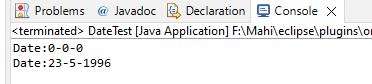 Problems @ Javadoc Declaration Console
<terminated> DateTest [Java Application] F:\Mahi\eclipse\plugins\or
Date:0-0-0
Date:23-5-1996